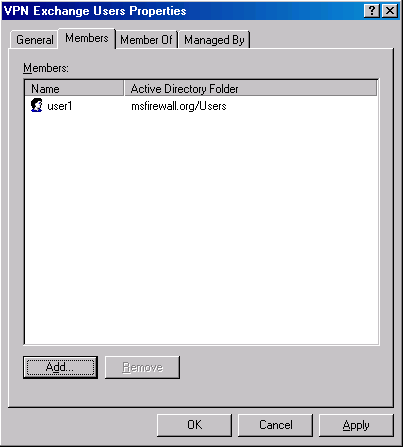 VPN Exchange Users Properties
General Members Member Of Managed By
Members:
Name Active Directory Folder
user1 msfirewall.org/Users
Add... Remove
OK Cancel Apply